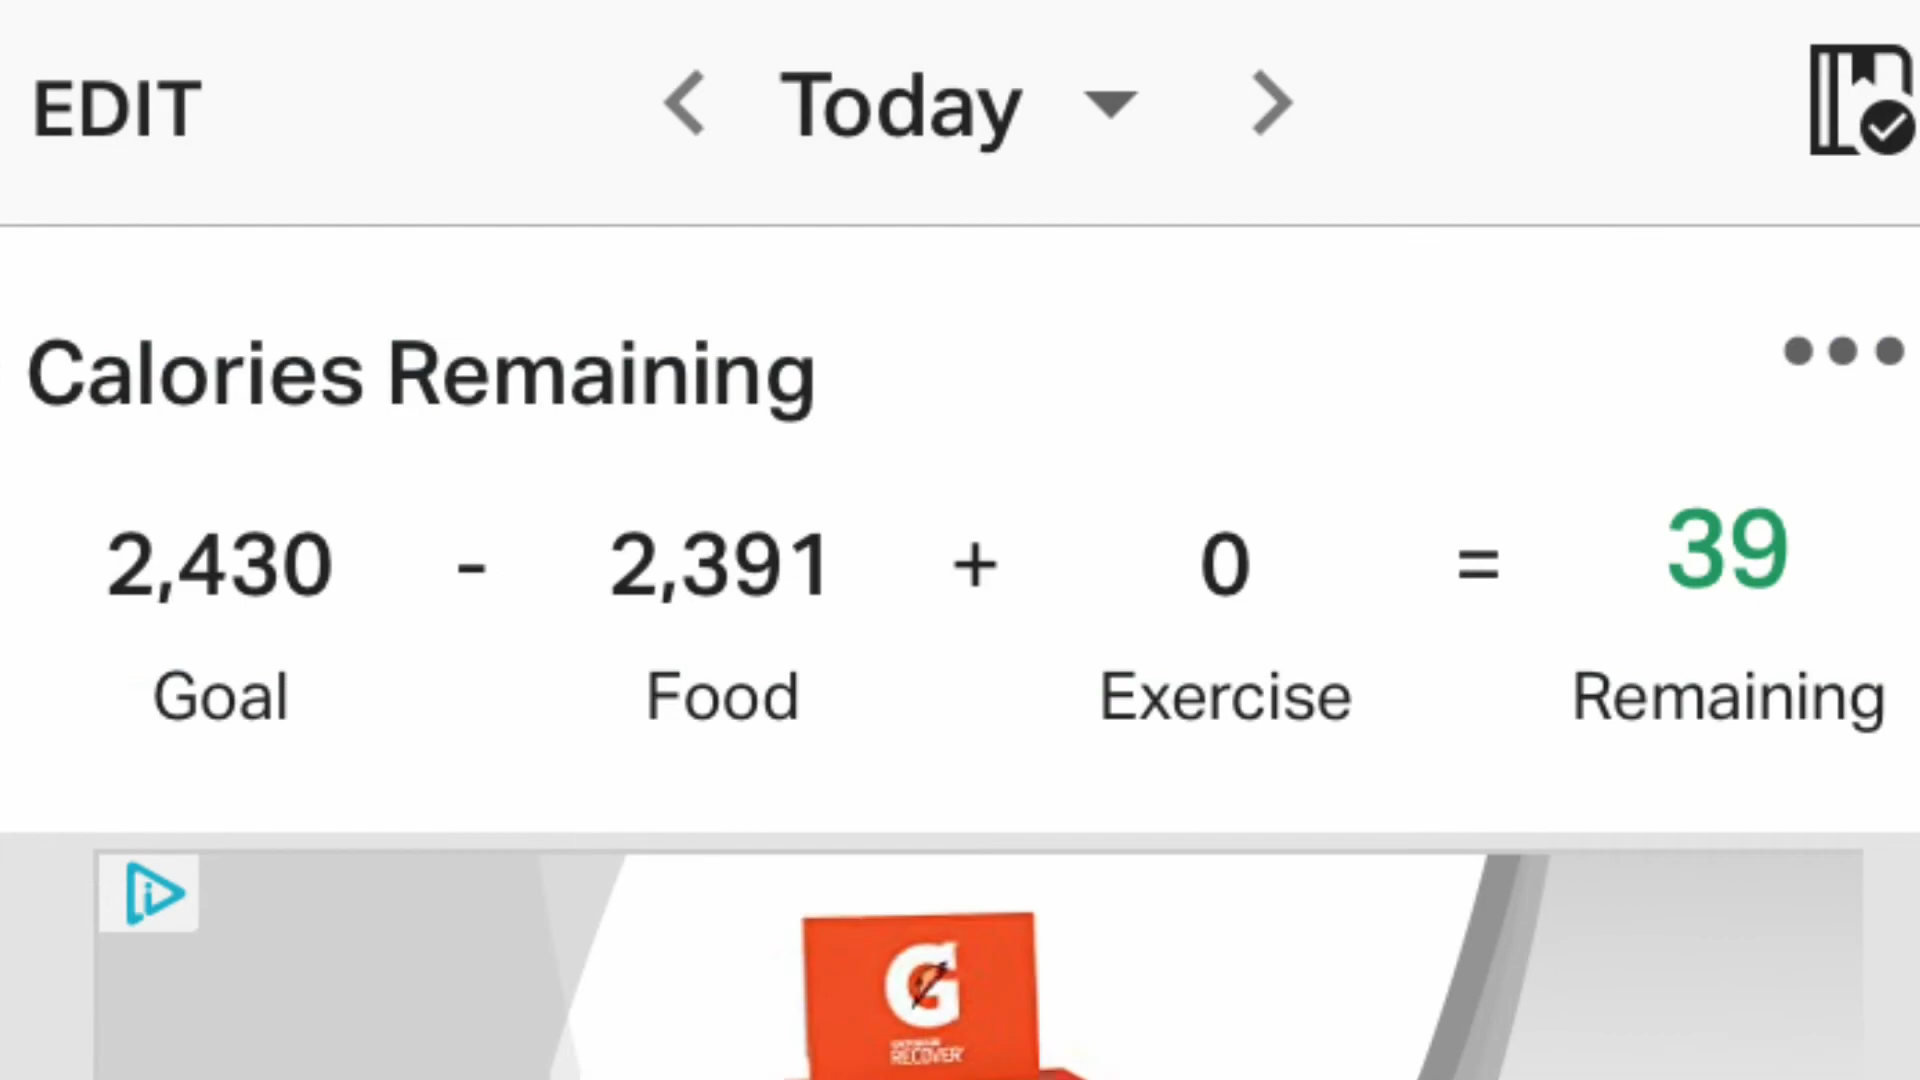 EDIT Today
Calories Remaining
2,430 - 2,391 + 0 = 39
Goal Food Exercise Remaining
G
RECOVER